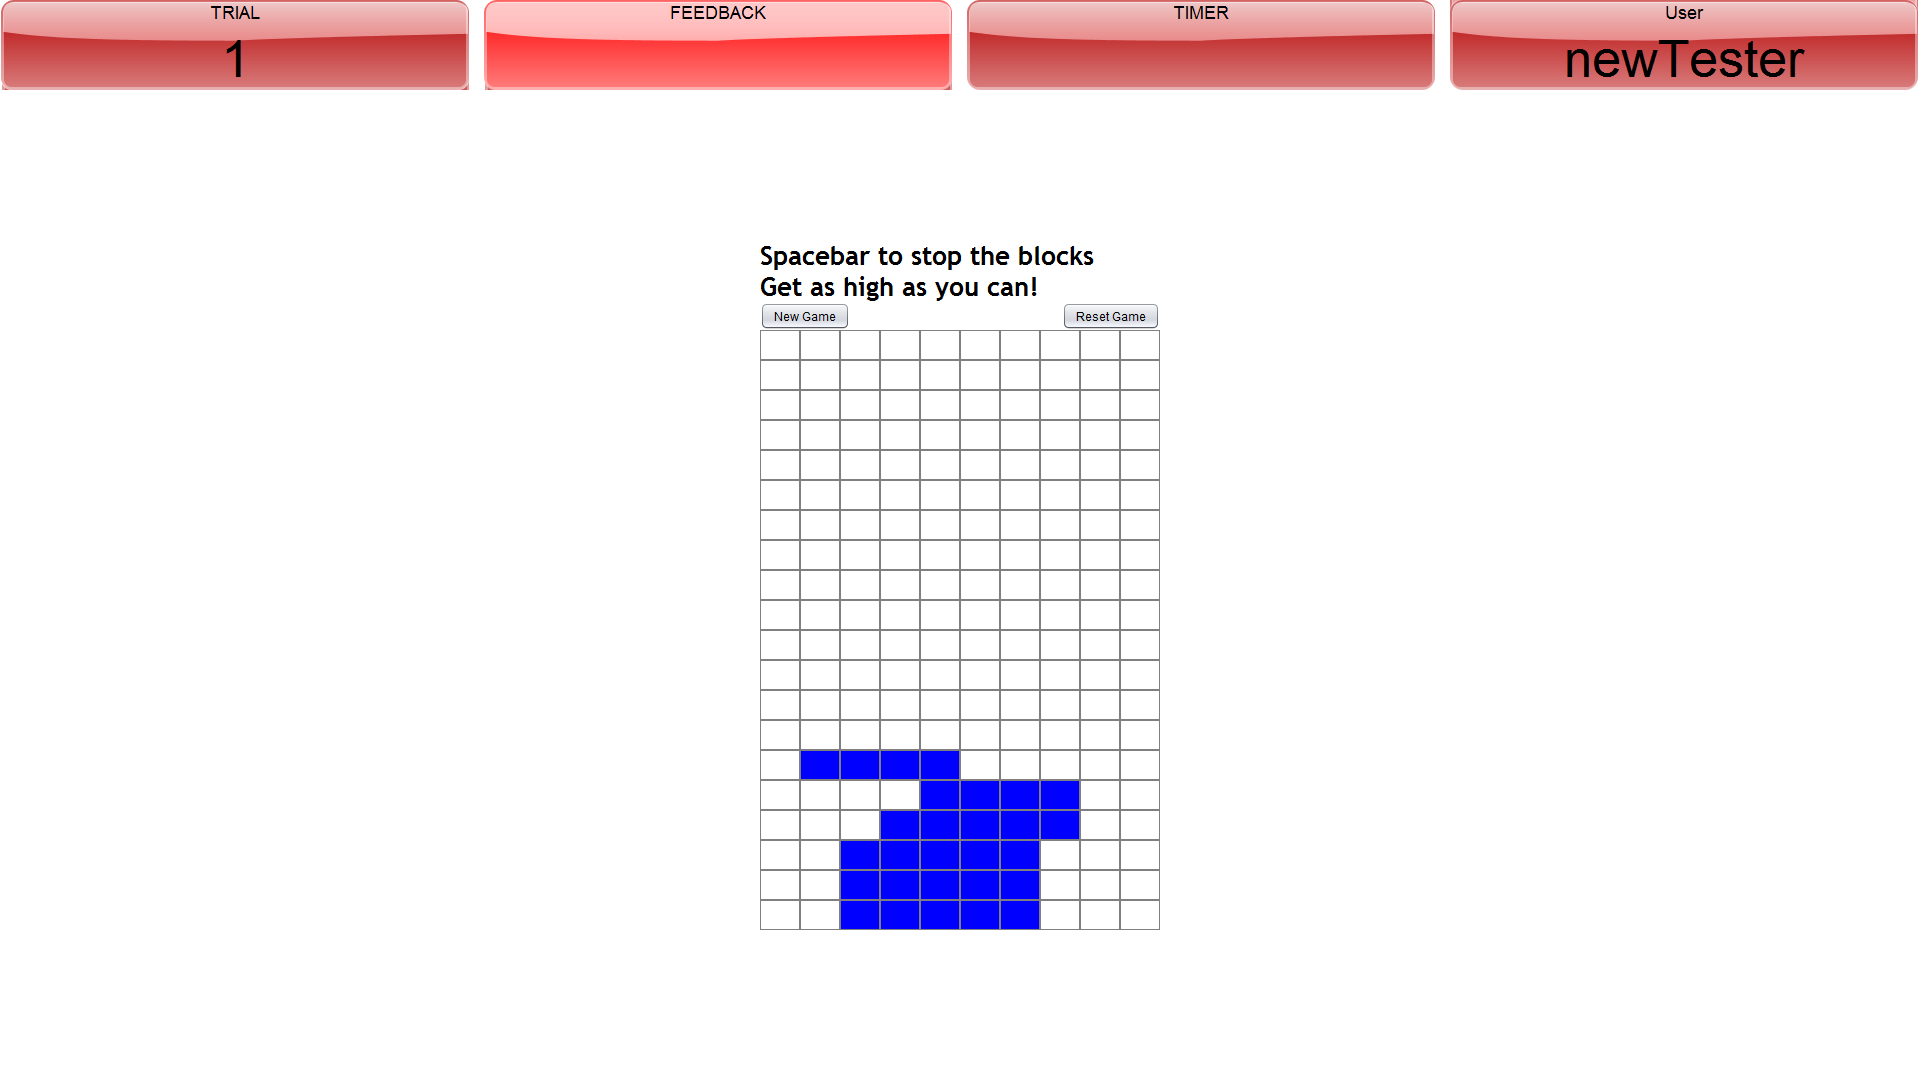 TRIAL
1
FEEDBACK
TIMER
User
newTester
Spacebar to stop the blocks
Get as high as you can!
New Game
Reset Game